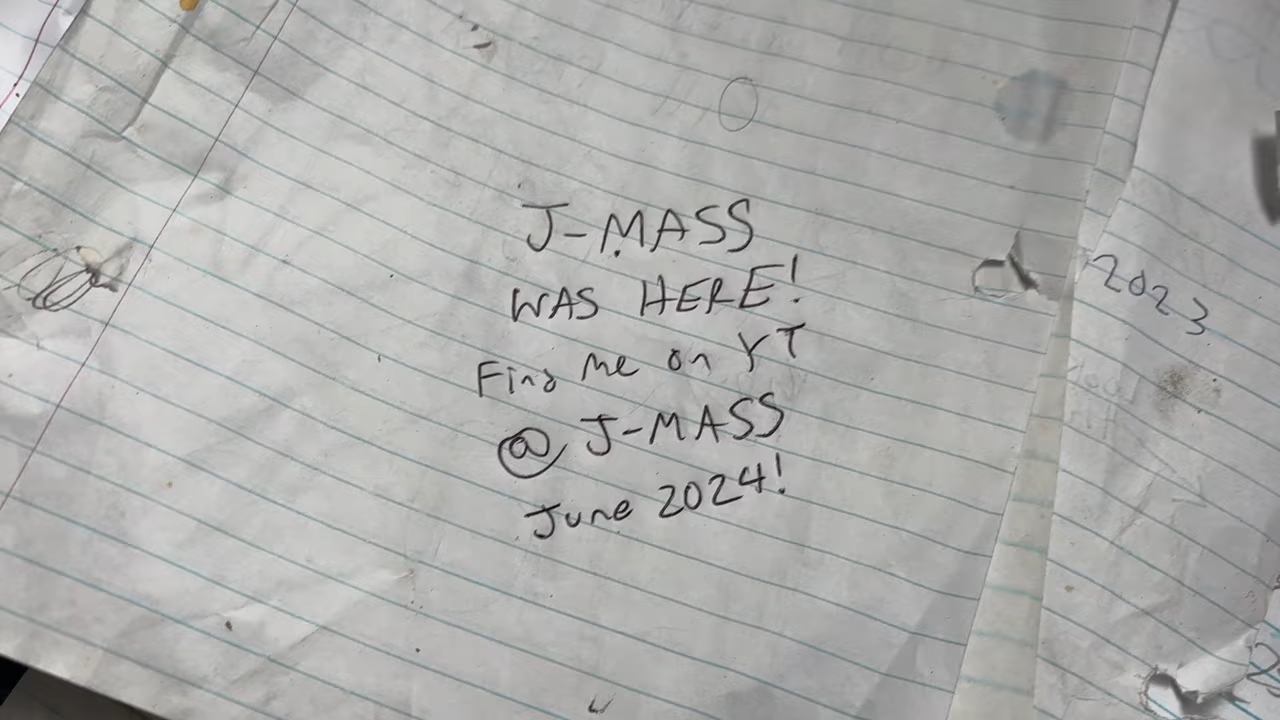 J-MASS
WAS HERE!
Find me on YT
@ J-MASS
June 2024!
2023